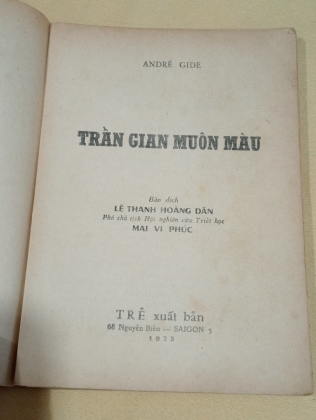 ANDRÉ GIDE
TRẦN GIAN MUÔN MÀU
Bản dịch
LÊ THANH HOÀNG DÂN
Phó chủ tịch Hội nghiên cứu Triết học
MAI VI PHÚC
TRẺ xuất bản
68 Nguyễn Biểu — SAIGON 5
1973